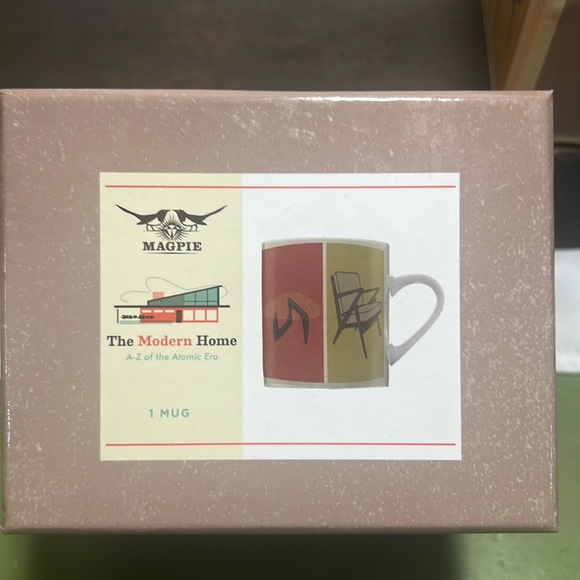 MAGPIE
The Modern Home
A-Z of the Atomic Era
1 MUG